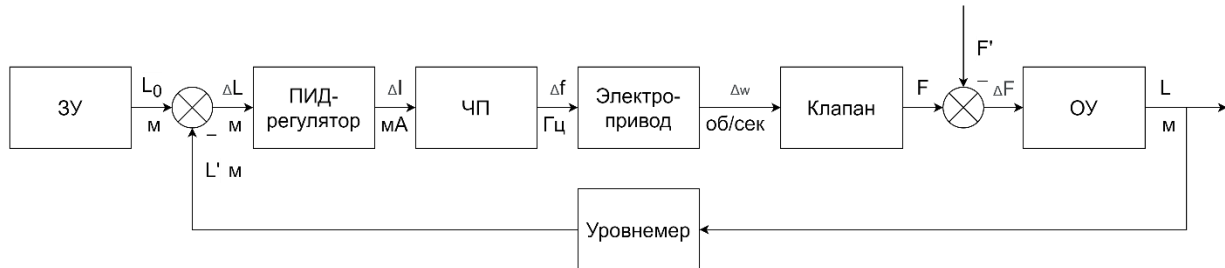 F'
ЗУ
L₀
м
ΔL
м
–
L' м
ПИД-
регулятор
ΔI
мА
ЧП
Δf
Гц
Электро-
привод
Δw
об/сек
Клапан
F
–
ΔF
ОУ
L
м
Уровнемер